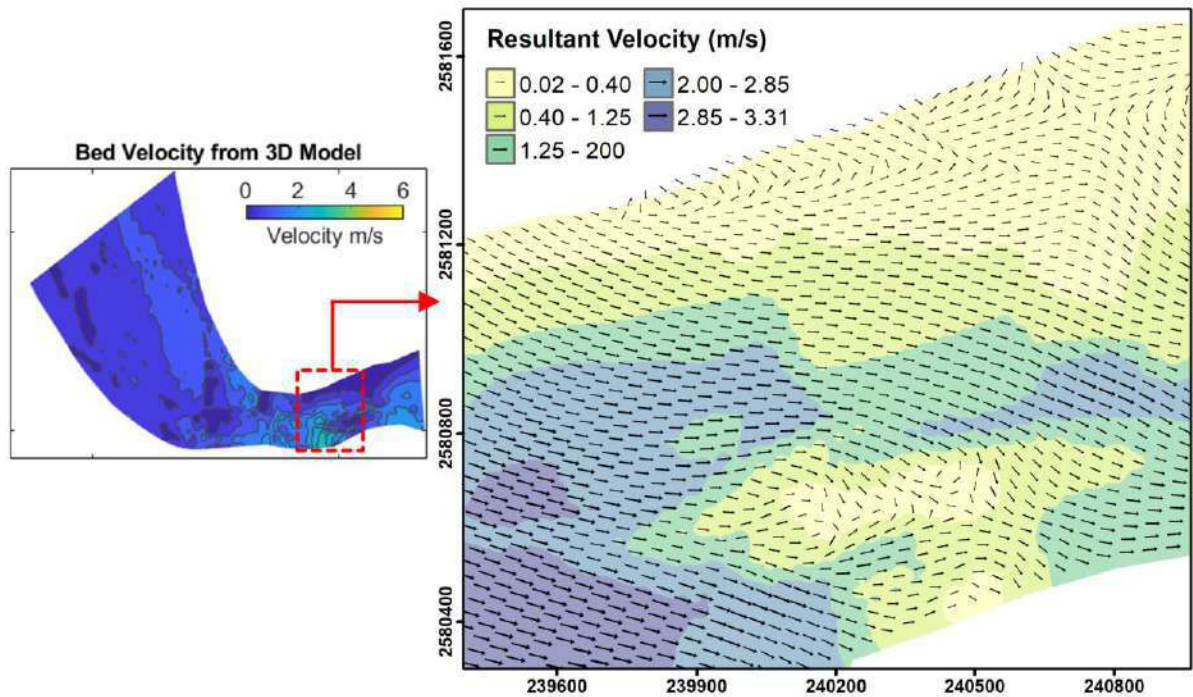 Bed Velocity from 3D Model
0 2 4 6
Velocity m/s
Resultant Velocity (m/s)
0.02 - 0.40 2.00 - 2.85
0.40 - 1.25 2.85 - 3.31
1.25 - 200
2581600
2581200
2580800
2580400
239600 239900 240200 240500 240800